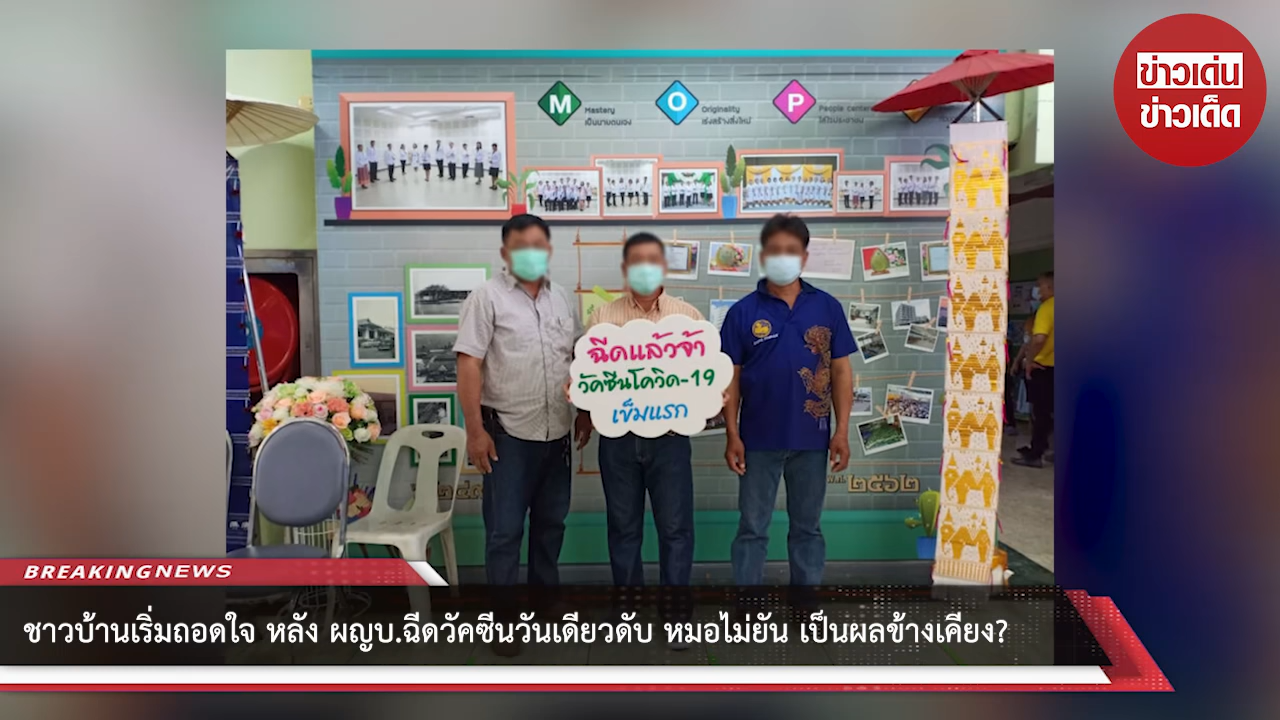 ข่าวเด่น
ข่าวเด็ด
M
Mastery
เป็นนายตนเอง
O
Originality
เร่งสร้างสิ่งใหม่
P
People
ใส่ใจประชาชน
ฉีดแล้วจ้า
วัคซีนโควิด-19
เข็มแรก
พ.ศ. ๒๕๖๒
BREAKINGNEWS
ชาวบ้านเริ่มถอดใจ หลัง ผญบ.ฉีดวัคซีนวันเดียวดับ หมอไม่ยัน เป็นผลข้างเคียง?